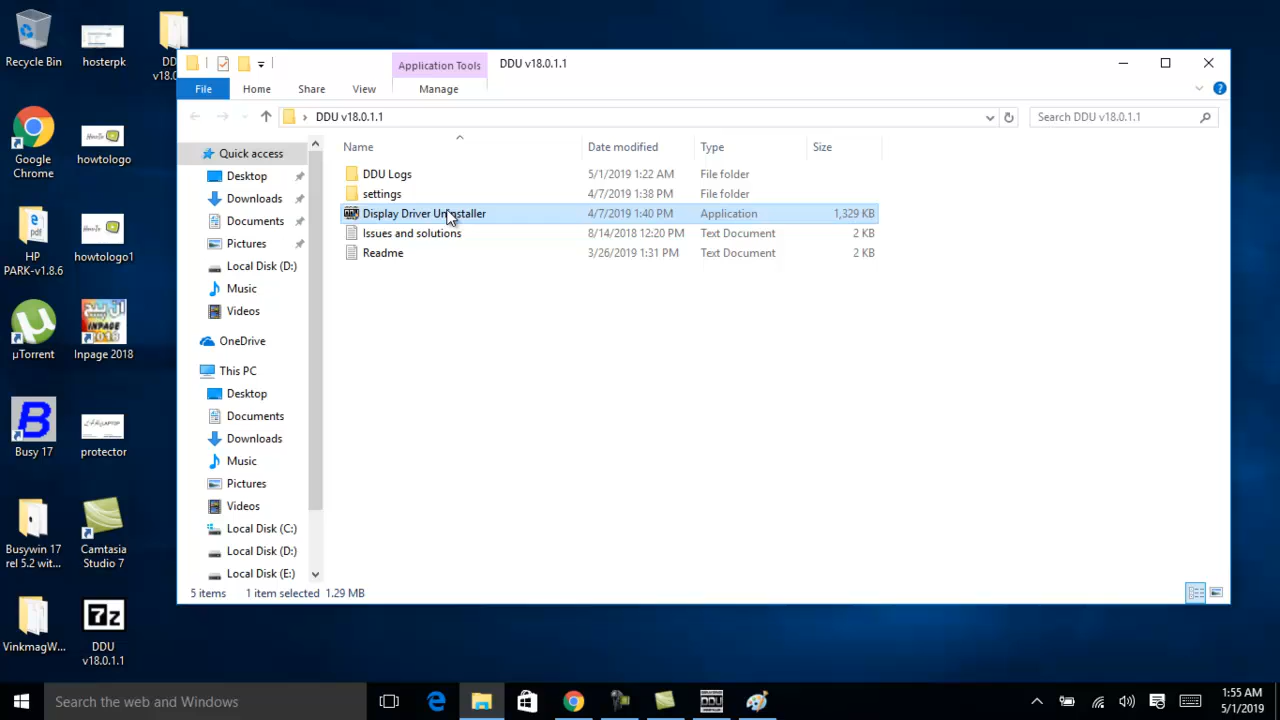 Recycle Bin
hosterpk
DD
v18.0
Google
Chrome
howtologo
HP
PARK-v1.8.6
howtologo1
µTorrent
Inpage 2018
Busy 17
protector
Busywin 17
rel 5.2 wit...
Camtasia
Studio 7
VinkmagW...
DDU
v18.0.1.1
Application Tools
DDU v18.0.1.1
File
Home
Share
View
Manage
DDU v18.0.1.1
Search DDU v18.0.1.1
Name
Date modified
Type
Size
DDU Logs
5/1/2019 1:22 AM
File folder
settings
4/7/2019 1:38 PM
File folder
Display Driver Uninstaller
4/7/2019 1:40 PM
Application
1,329 KB
Issues and solutions
8/14/2018 12:20 PM
Text Document
2 KB
Readme
3/26/2019 1:31 PM
Text Document
2 KB
Quick access
Desktop
Downloads
Documents
Pictures
Local Disk (D:)
Music
Videos
OneDrive
This PC
Desktop
Documents
Downloads
Music
Pictures
Videos
Local Disk (C:)
Local Disk (D:)
Local Disk (E:)
5 items
1 item selected 1.29 MB
Search the web and Windows
1:55 AM
5/1/2019